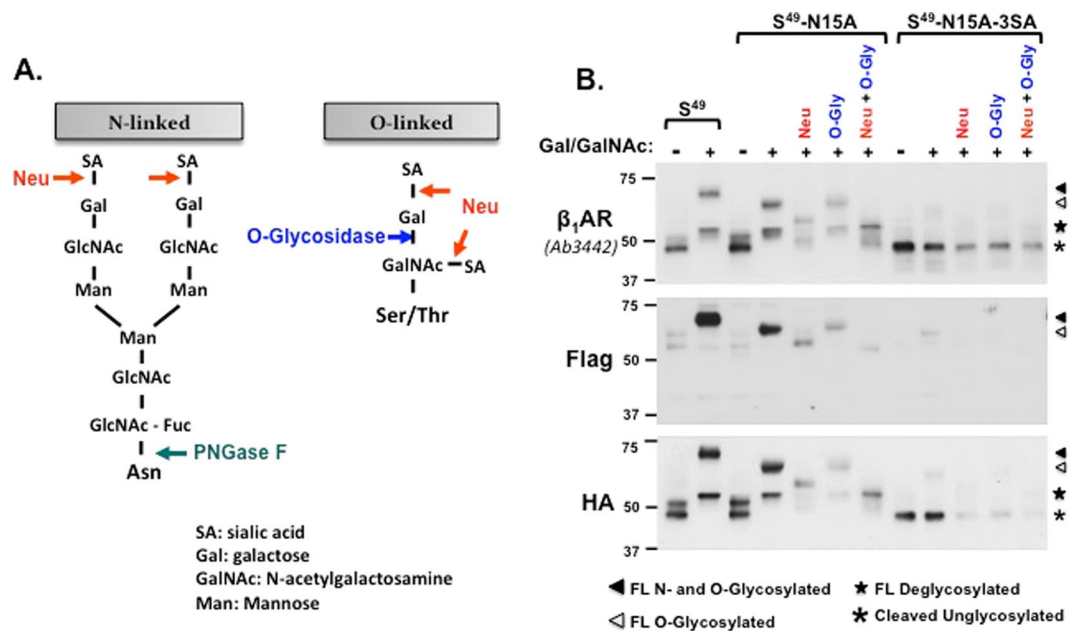 A.
N-linked
O-linked
SA SA
Neu
Gal Gal
GlcNAc GlcNAc
Man Man
Man
GlcNAc
GlcNAc - Fuc
PNGase F
Asn
SA
Neu
Gal
O-Glycosidase
GalNAc SA
Ser/Thr
SA: sialic acid
Gal: galactose
GalNAc: N-acetylgalactosamine
Man: Mannose
B.
S49-N15A
S49-N15A-3SA
S49
Neu
O-Gly
Neu + O-Gly
Neu
O-Gly
Neu + O-Gly
Gal/GalNAc: - + - + + + + - + + + +
75
β1AR
(Ab3442)
50
37
75
Flag
50
37
75
HA
50
37
FL N- and O-Glycosylated
FL O-Glycosylated
★ FL Deglycosylated
* Cleaved Unglycosylated